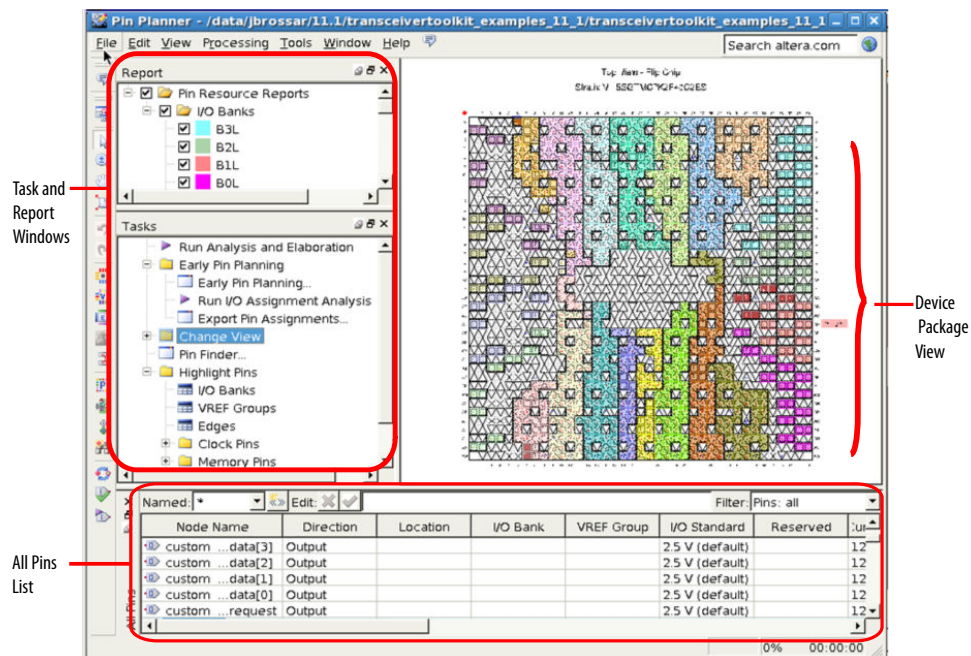 Pin Planner - /data/jbrossar/11.1/transceivertoolkit_examples_11_1/transceivertoolkit_examples_11_1
File Edit View Processing Tools Window Help
Search altera.com
Report
Pin Resource Reports
I/O Banks
B3L
B2L
B1L
B0L
Tasks
Run Analysis and Elaboration
Early Pin Planning
Early Pin Planning...
Run I/O Assignment Analysis
Export Pin Assignments...
Change View
Pin Finder...
Highlight Pins
I/O Banks
VREF Groups
Edges
Clock Pins
Memory Pins
Task and
Report
Windows
Top View - Flip Chip
Device
Package
View
All Pins
List
Named: *
Edit:
Filter: Pins: all
Node Name Direction Location I/O Bank VREF Group I/O Standard Reserved
custom ...data[3] Output 2.5 V (default) 12
custom ...data[2] Output 2.5 V (default) 12
custom ...data[1] Output 2.5 V (default) 12
custom ...data[0] Output 2.5 V (default) 12
custom ...request Output 2.5 V (default) 12
All Pins
0% 00:00:00